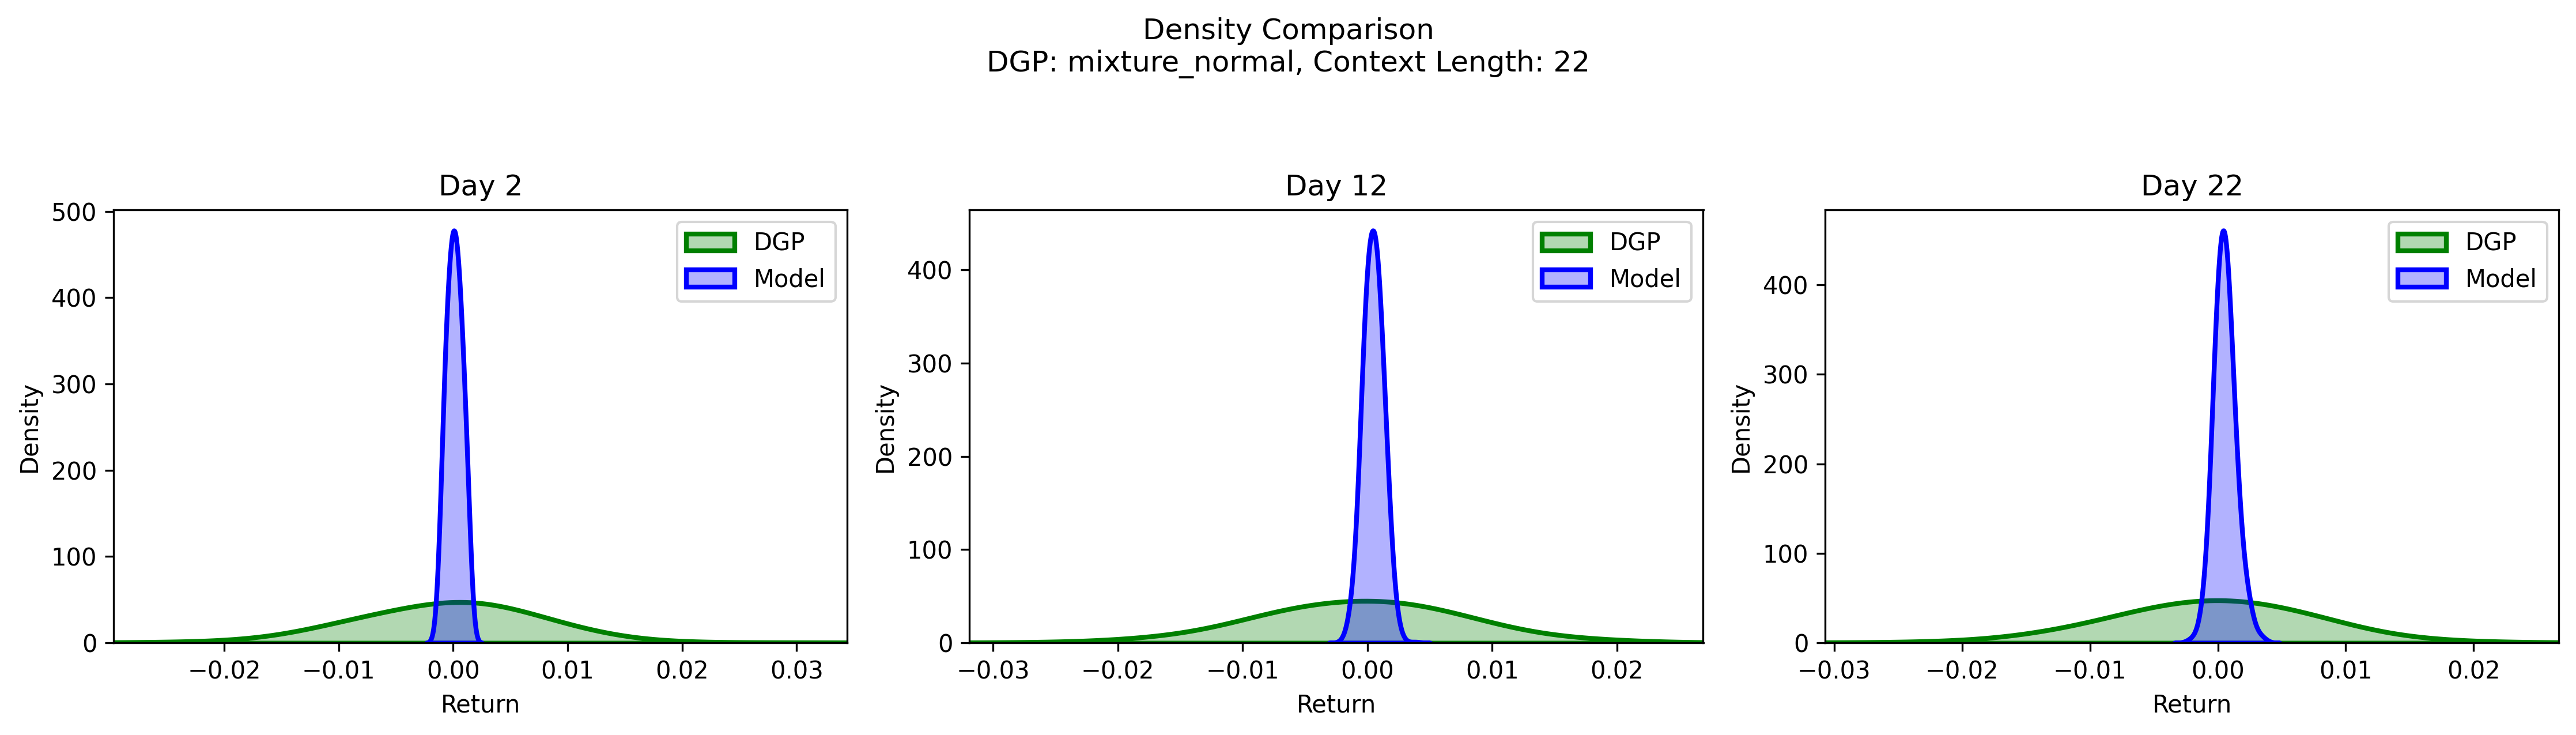 Density Comparison
DGP: mixture_normal, Context Length: 22
Day 2
500
400
300
200
100
0
Density
−0.02
−0.01
0.00
0.01
0.02
0.03
Return
DGP
Model
Day 12
400
300
200
100
0
Density
−0.03
−0.02
−0.01
0.00
0.01
0.02
Return
DGP
Model
Day 22
400
300
200
100
0
Density
−0.03
−0.02
−0.01
0.00
0.01
0.02
Return
DGP
Model